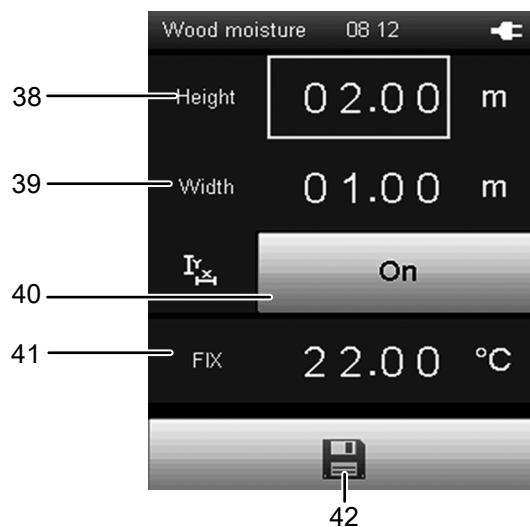 Wood moisture 08 12
38 Height 02.00 m
39 Width 01.00 m
40 On
41 FIX 22.00 °C
42